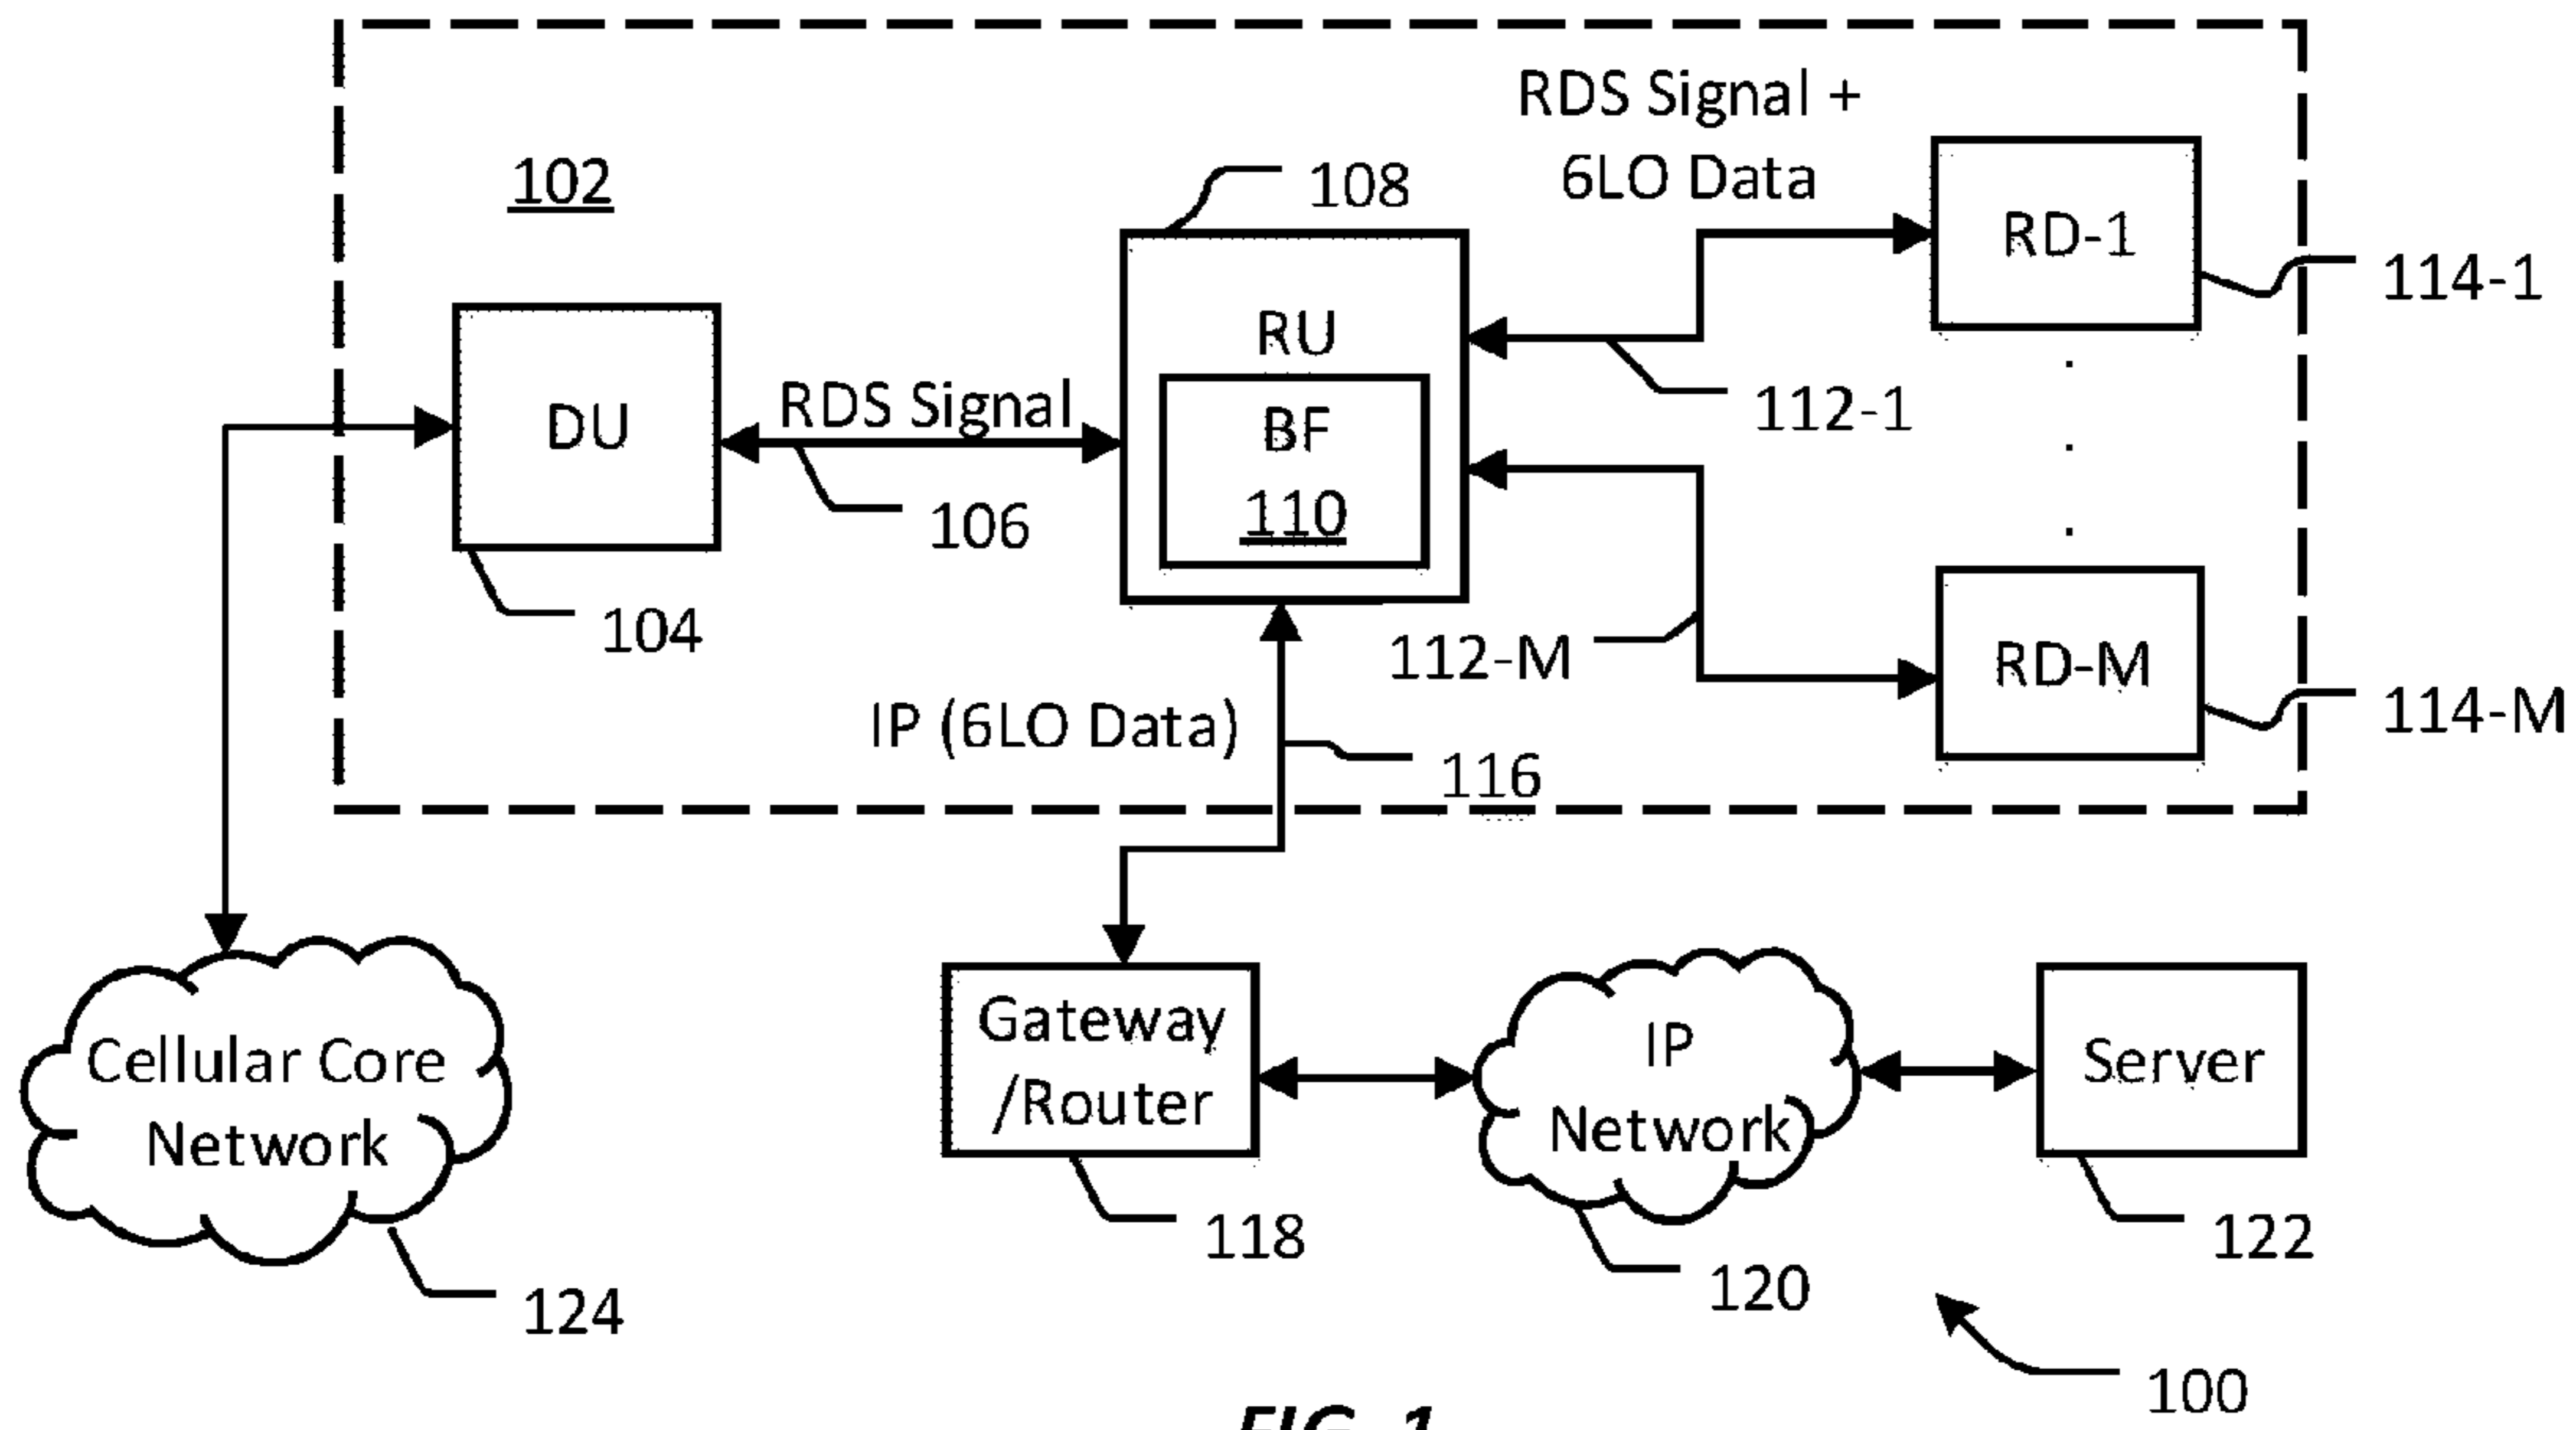 RDS Signal +
6LO Data
102
108
RD-1
114-1
RU
DU
RDS Signal
BF
110
112-1
106
104
112-M
RD-M
114-M
IP (6LO Data)
116
Gateway
/Router
IP
Network
Server
Cellular Core
Network
118
120
122
124
100
FIG. 1